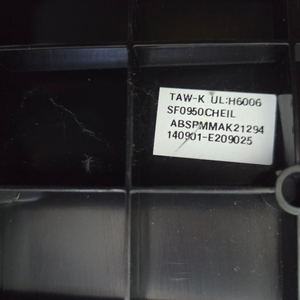 TAW-K UL:H6006
SF0950CHEIL
ABSPMMAK21294
140901-E209025